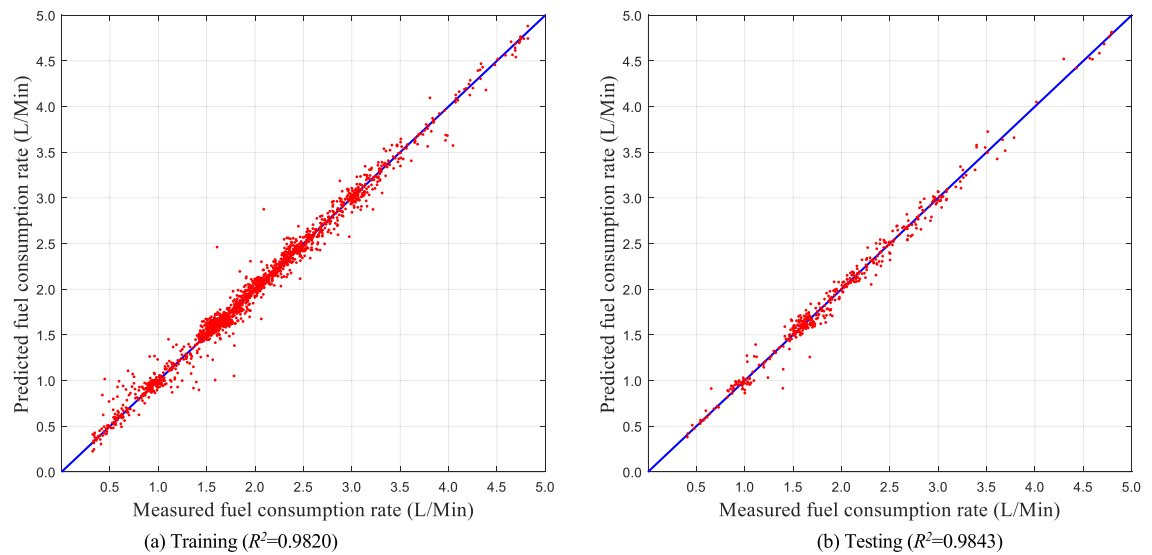 Predicted fuel consumption rate (L/Min)
5.0
4.5
4.0
3.5
3.0
2.5
2.0
1.5
1.0
0.5
0.0
0.5 1.0 1.5 2.0 2.5 3.0 3.5 4.0 4.5 5.0
Measured fuel consumption rate (L/Min)
(a) Training (R²=0.9820)
Predicted fuel consumption rate (L/Min)
5.0
4.5
4.0
3.5
3.0
2.5
2.0
1.5
1.0
0.5
0.0
0.5 1.0 1.5 2.0 2.5 3.0 3.5 4.0 4.5 5.0
Measured fuel consumption rate (L/Min)
(b) Testing (R²=0.9843)